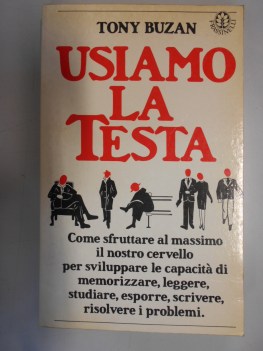 TONY BUZAN
FRASSINELLI
USIAMO
LA
TESTA
Come sfruttare al massimo
il nostro cervello
per sviluppare le capacità di
memorizzare, leggere,
studiare, esporre, scrivere,
risolvere i problemi.